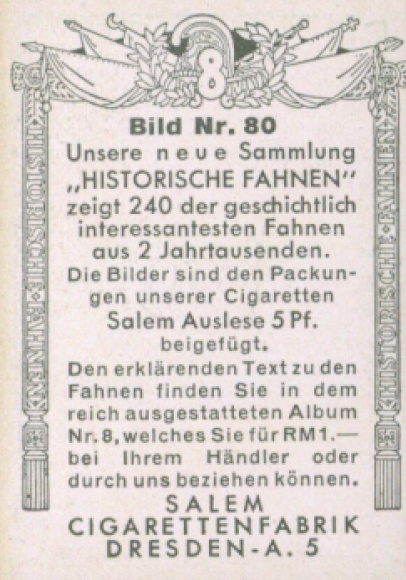 8
Bild Nr. 80
Unsere neue Sammlung
„HISTORISCHE FAHNEN"
zeigt 240 der geschichtlich
interessantesten Fahnen
aus 2 Jahrtausenden.
Die Bilder sind den Packun-
gen unserer Cigaretten
Salem Auslese 5 Pf.
beigefügt.
Den erklärenden Text zu den
Fahnen finden Sie in dem
reich ausgestatteten Album
Nr. 8, welches Sie für RM1.—
bei Ihrem Händler oder
durch uns beziehen können.
SALEM
CIGARETTENFABRIK
DRESDEN-A. 5
HISTORISCHE·FAHNEN
HISTORISCHE·FAHNEN